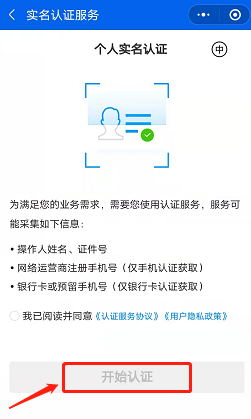 实名认证服务
个人实名认证
中
为满足您的业务需求，需要您使用认证服务，服务可
能采集如下信息：
• 操作人姓名、证件号
• 网络运营商注册手机号（仅手机认证获取）
• 银行卡或预留手机号（仅银行卡认证获取）
我已阅读并同意《认证服务协议》《用户隐私政策》
开始认证